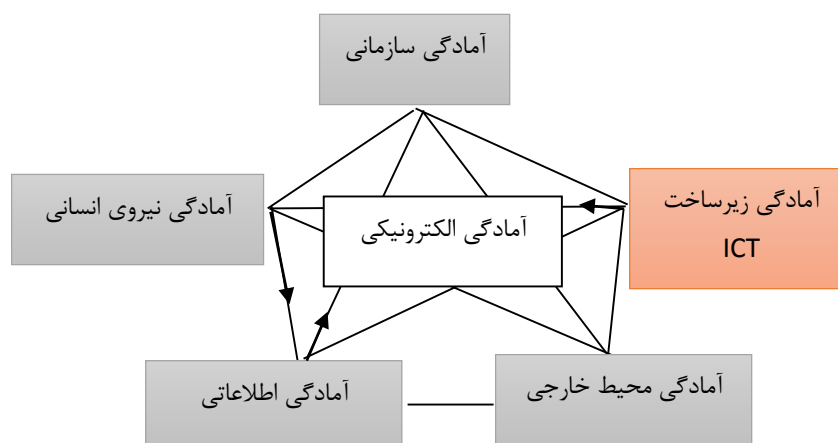 آمادگی سازمانی
آمادگی زیرساخت
ICT
آمادگی نیروی انسانی
آمادگی الکترونیکی
آمادگی محیط خارجی
آمادگی اطلاعاتی